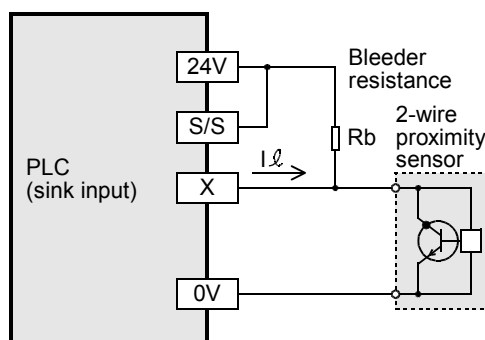 24V
S/S
X
0V
PLC
(sink input)
Iℓ
Bleeder
resistance
Rb
2-wire
proximity
sensor